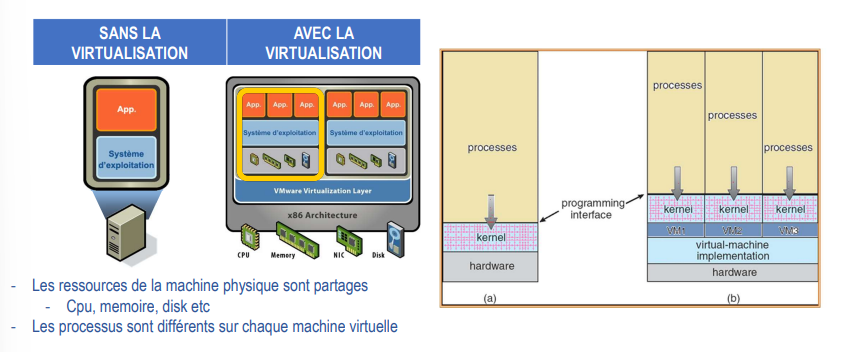 SANS LA
VIRTUALISATION
AVEC LA
VIRTUALISATION
App.
Système
d'exploitation
App.
App.
App.
App.
App.
App.
Système d'exploitation
Système d'exploitation
VMware Virtualization Layer
x86 Architecture
CPU
Memory
NIC
Disk
- Les ressources de la machine physique sont partages
- Cpu, memoire, disk etc
- Les processus sont différents sur chaque machine virtuelle
processes
kernel
hardware
(a)
programming
interface
processes
processes
processes
kernel
kernel
kernel
VM1
VM2
VM3
virtual-machine
implementation
hardware
(b)